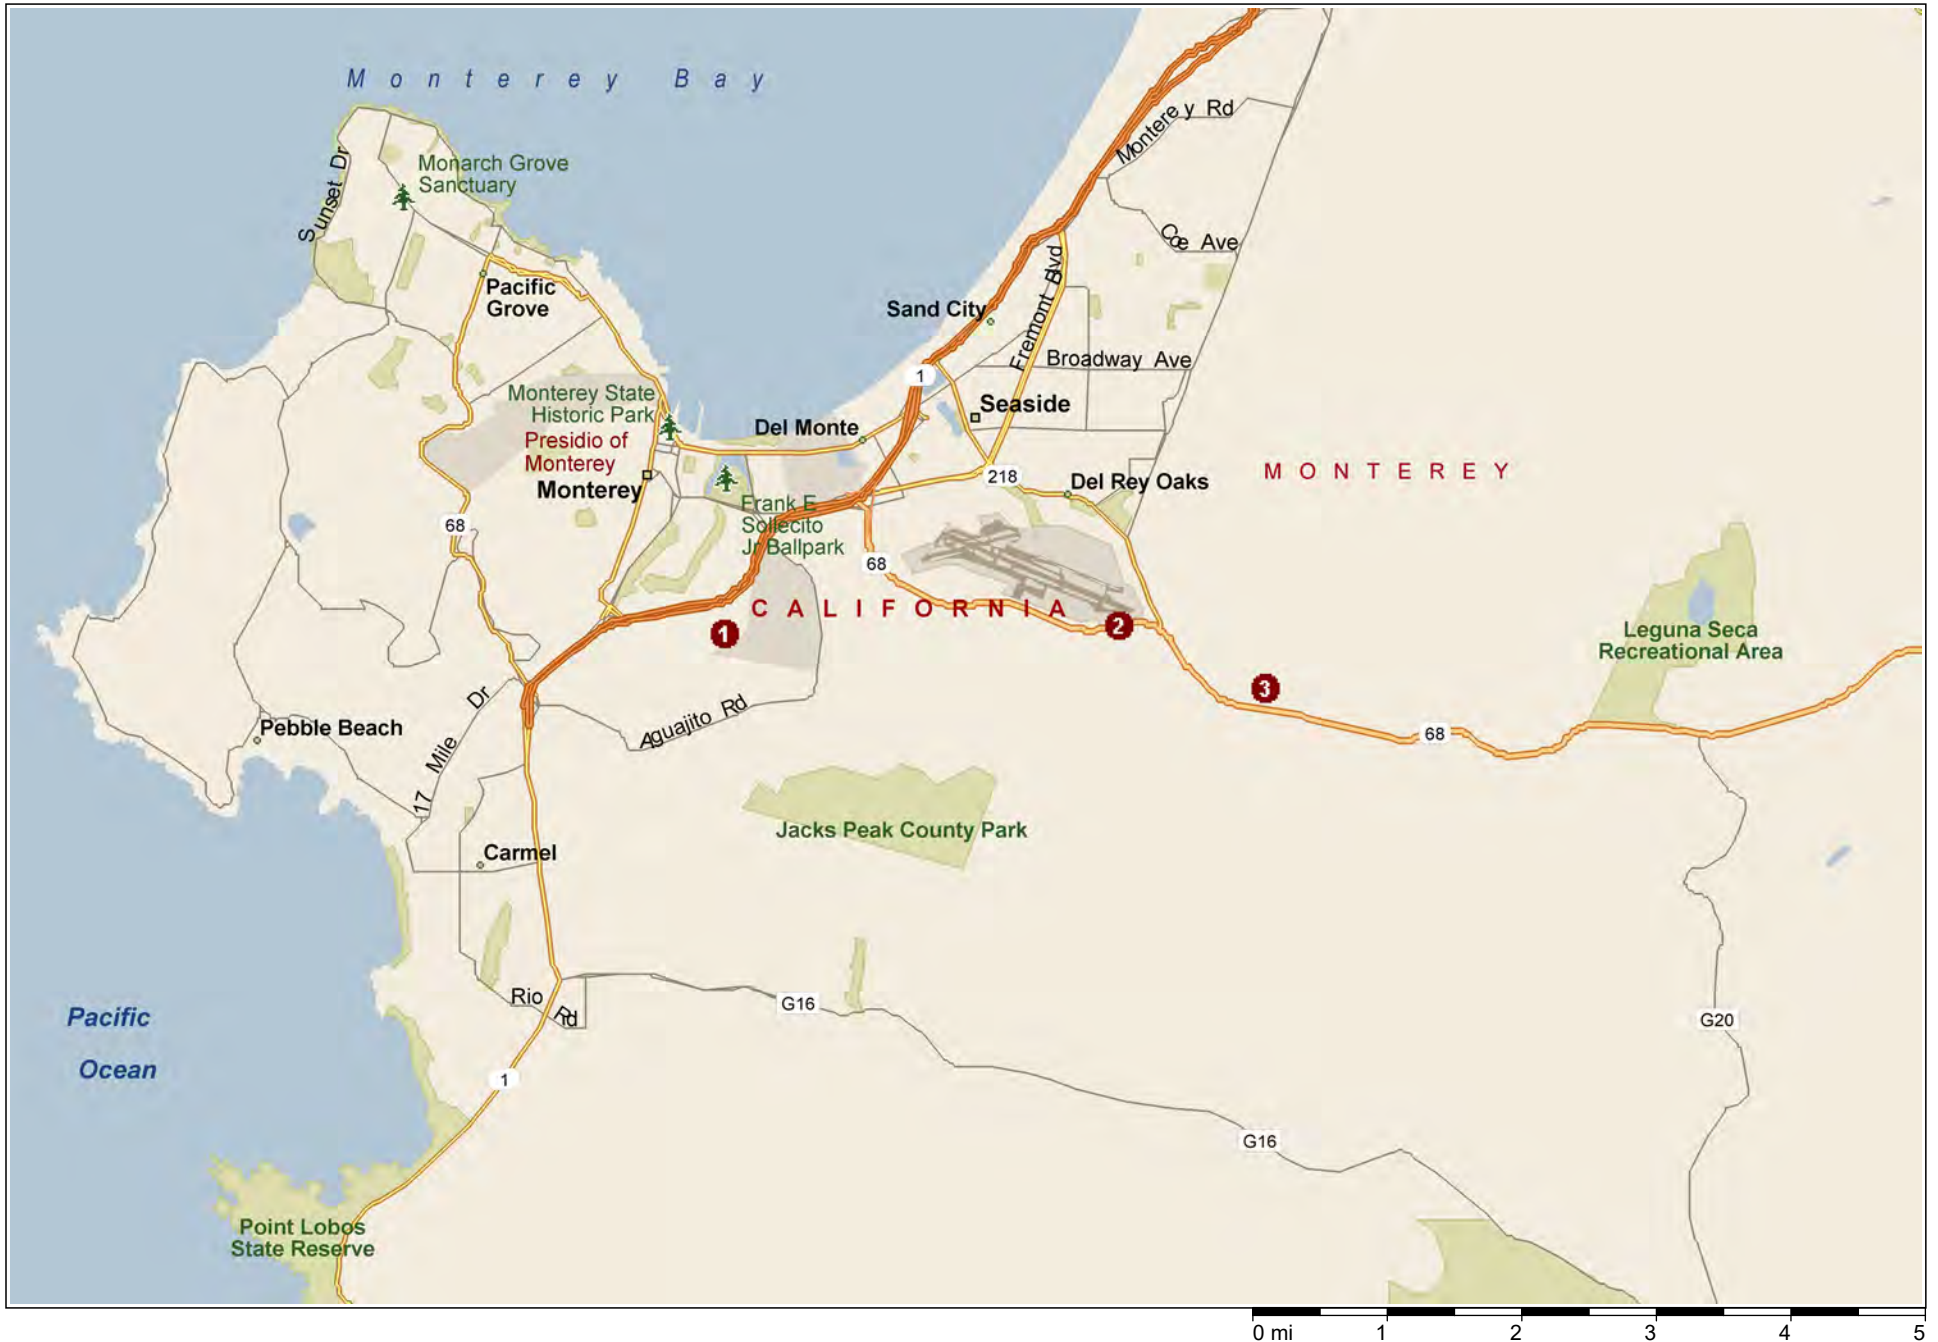 Monterey Bay
Monterey Rd
Monarch Grove
Sanctuary
Sunset Dr
Coe Ave
Pacific
Grove
Sand City
Fremont Blvd
Broadway Ave
1
Monterey State
Historic Park
Seaside
Del Monte
Presidio of
Monterey
MONTEREY
218
Del Rey Oaks
Monterey
Frank E
Sollecito
Jr Ballpark
68
68
CALIFORNIA
1
2
Leguna Seca
Recreational Area
3
17 Mile Dr
Aguajito Rd
Pebble Beach
68
Jacks Peak County Park
Carmel
Rio Rd
G16
Pacific
Ocean
G20
1
G16
Point Lobos
State Reserve
0 mi 1 2 3 4 5